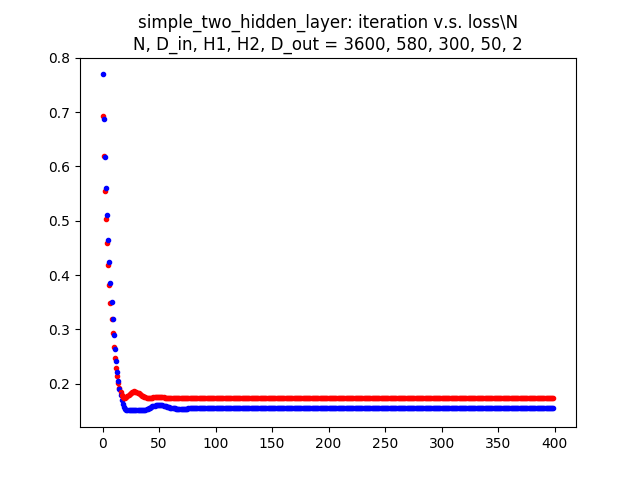 simple_two_hidden_layer: iteration v.s. loss\N
N, D_in, H1, H2, D_out = 3600, 580, 300, 50, 2
0.8
0.7
0.6
0.5
0.4
0.3
0.2
0 50 100 150 200 250 300 350 400